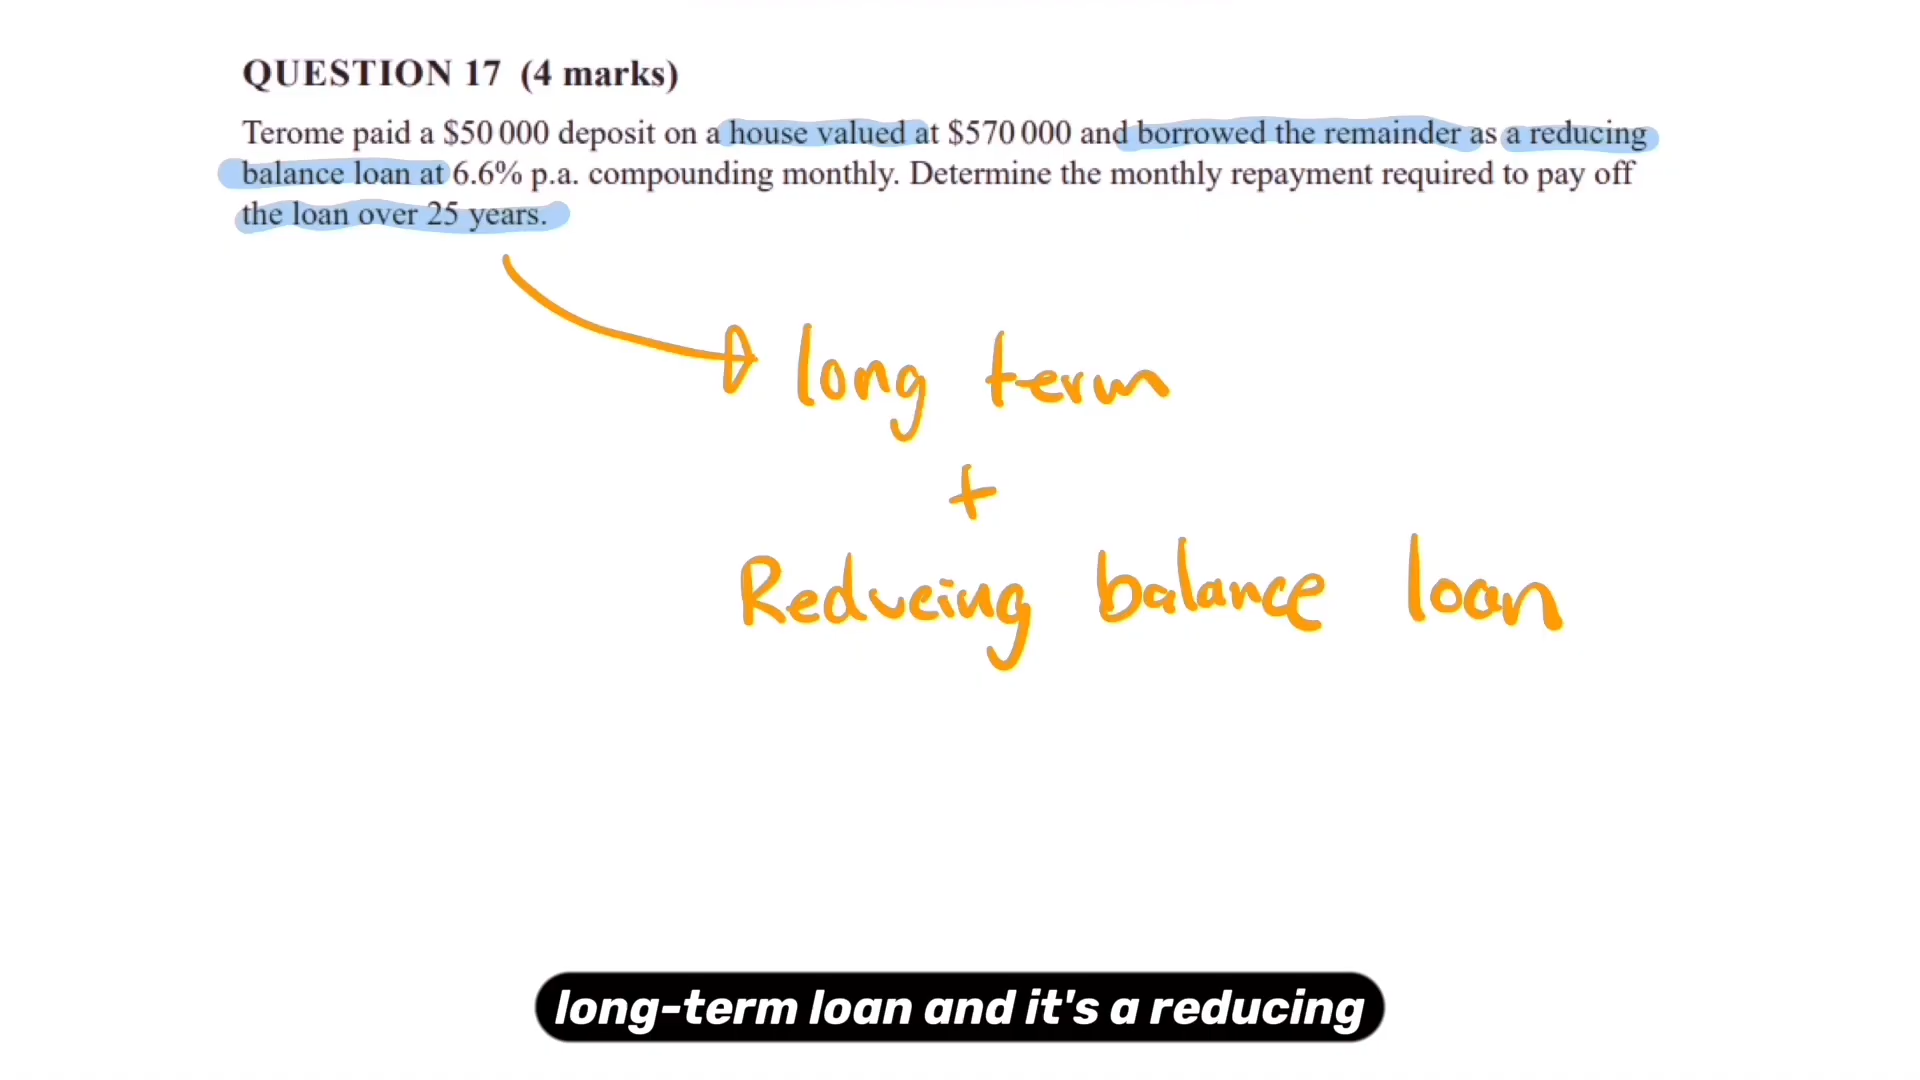 QUESTION 17 (4 marks)
Terome paid a $50 000 deposit on a house valued at $570 000 and borrowed the remainder as a reducing
balance loan at 6.6% p.a. compounding monthly. Determine the monthly repayment required to pay off
the loan over 25 years.
long term
+
Reducing balance loan
long-term loan and it's a reducing